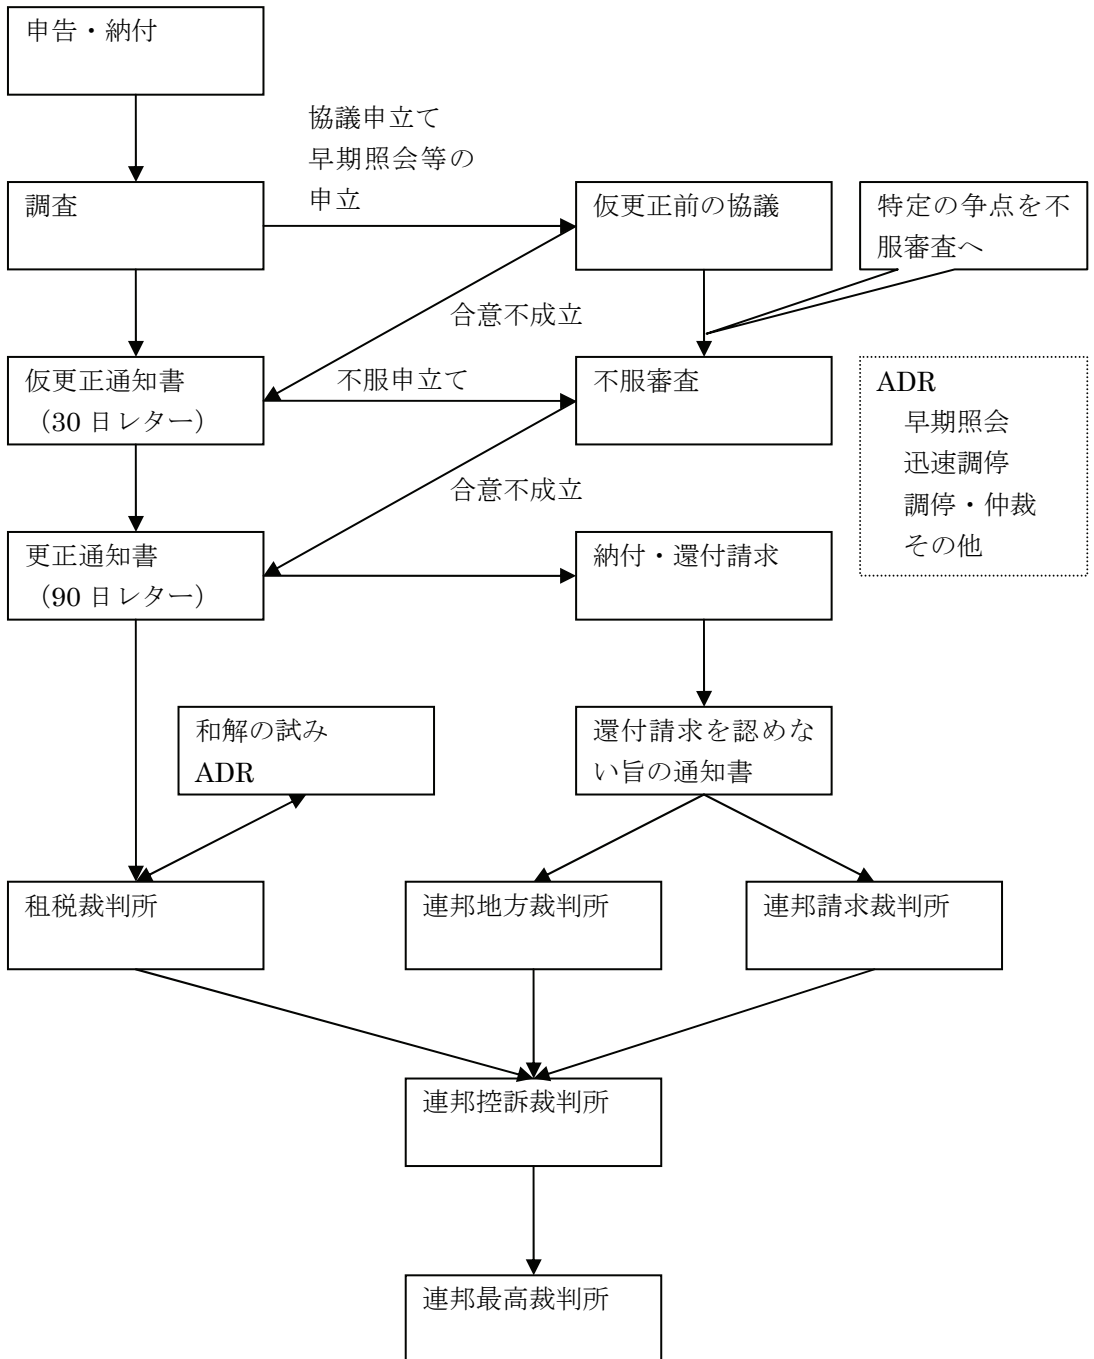 申告・納付
協議申立て
早期照会等の
申立
調査
仮更正前の協議
特定の争点を不
服審査へ
合意不成立
仮更正通知書
（30 日レター）
不服申立て
不服審査
ADR
早期照会
迅速調停
調停・仲裁
その他
合意不成立
更正通知書
（90 日レター）
納付・還付請求
和解の試み
ADR
還付請求を認めな
い旨の通知書
租税裁判所
連邦地方裁判所
連邦請求裁判所
連邦控訴裁判所
連邦最高裁判所